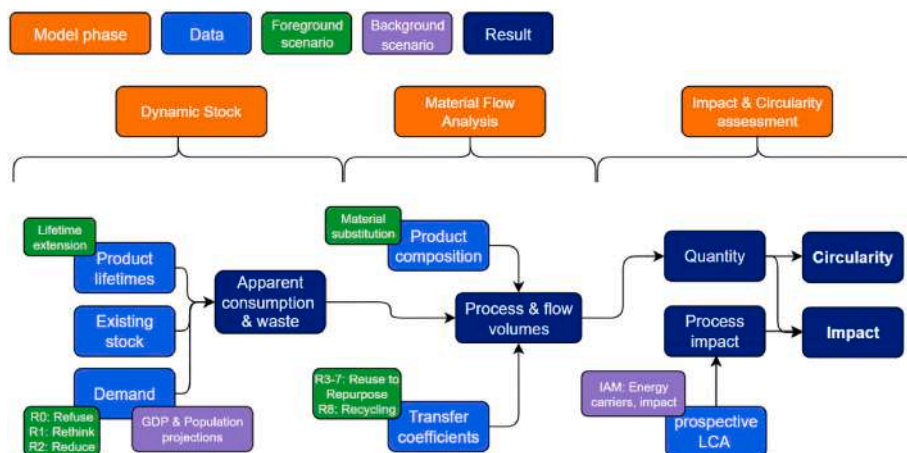 Model phase
Data
Foreground
scenario
Background
scenario
Result
Dynamic Stock
Material Flow
Analysis
Impact & Circularity
assessment
Lifetime
extension
Product
lifetimes
Existing
stock
Demand
R0: Refuse
R1: Rethink
R2: Reduce
GDP & Population
projections
Apparent
consumption
& waste
Material
substitution
Product
composition
Process & flow
volumes
R3-7: Reuse to
Repurpose
R8: Recycling
Transfer
coefficients
Quantity
Circularity
Process
impact
Impact
IAM: Energy
carriers, impact
prospective
LCA